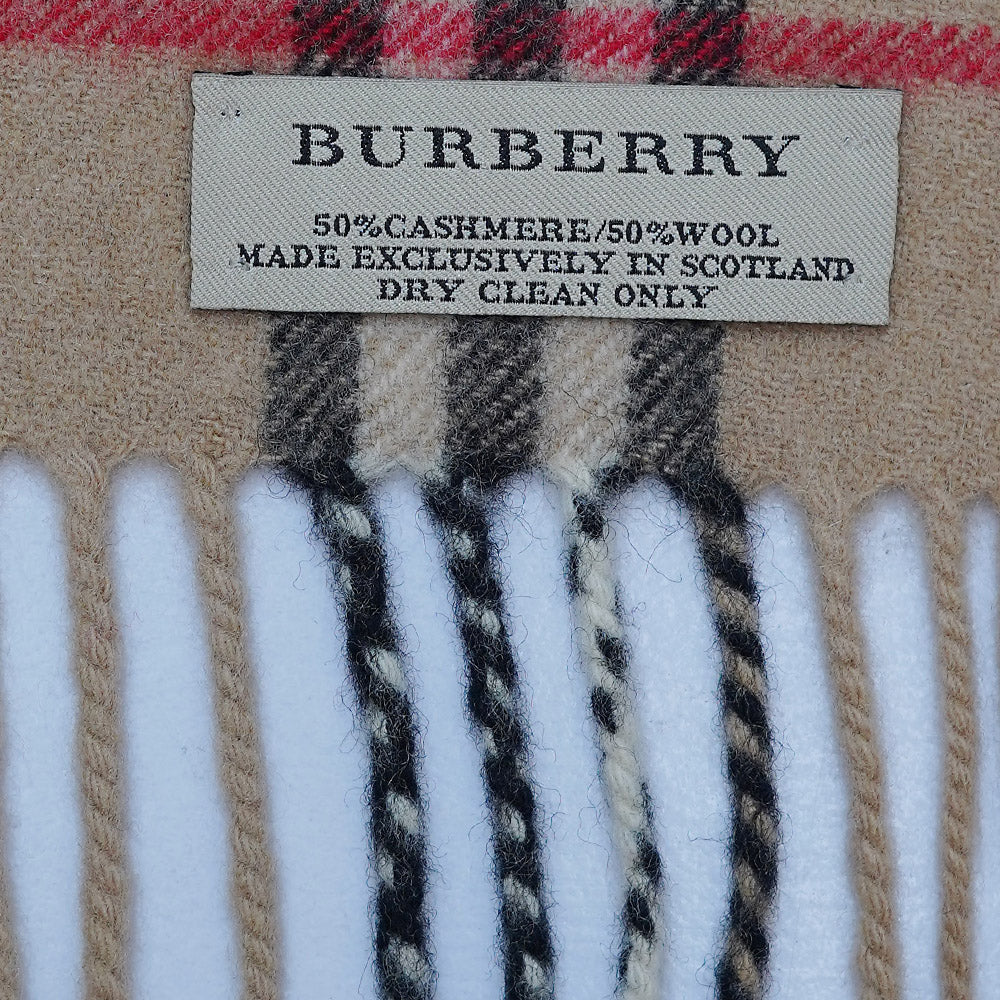 BURBERRY
50%CASHMERE/50%WOOL
MADE EXCLUSIVELY IN SCOTLAND
DRY CLEAN ONLY